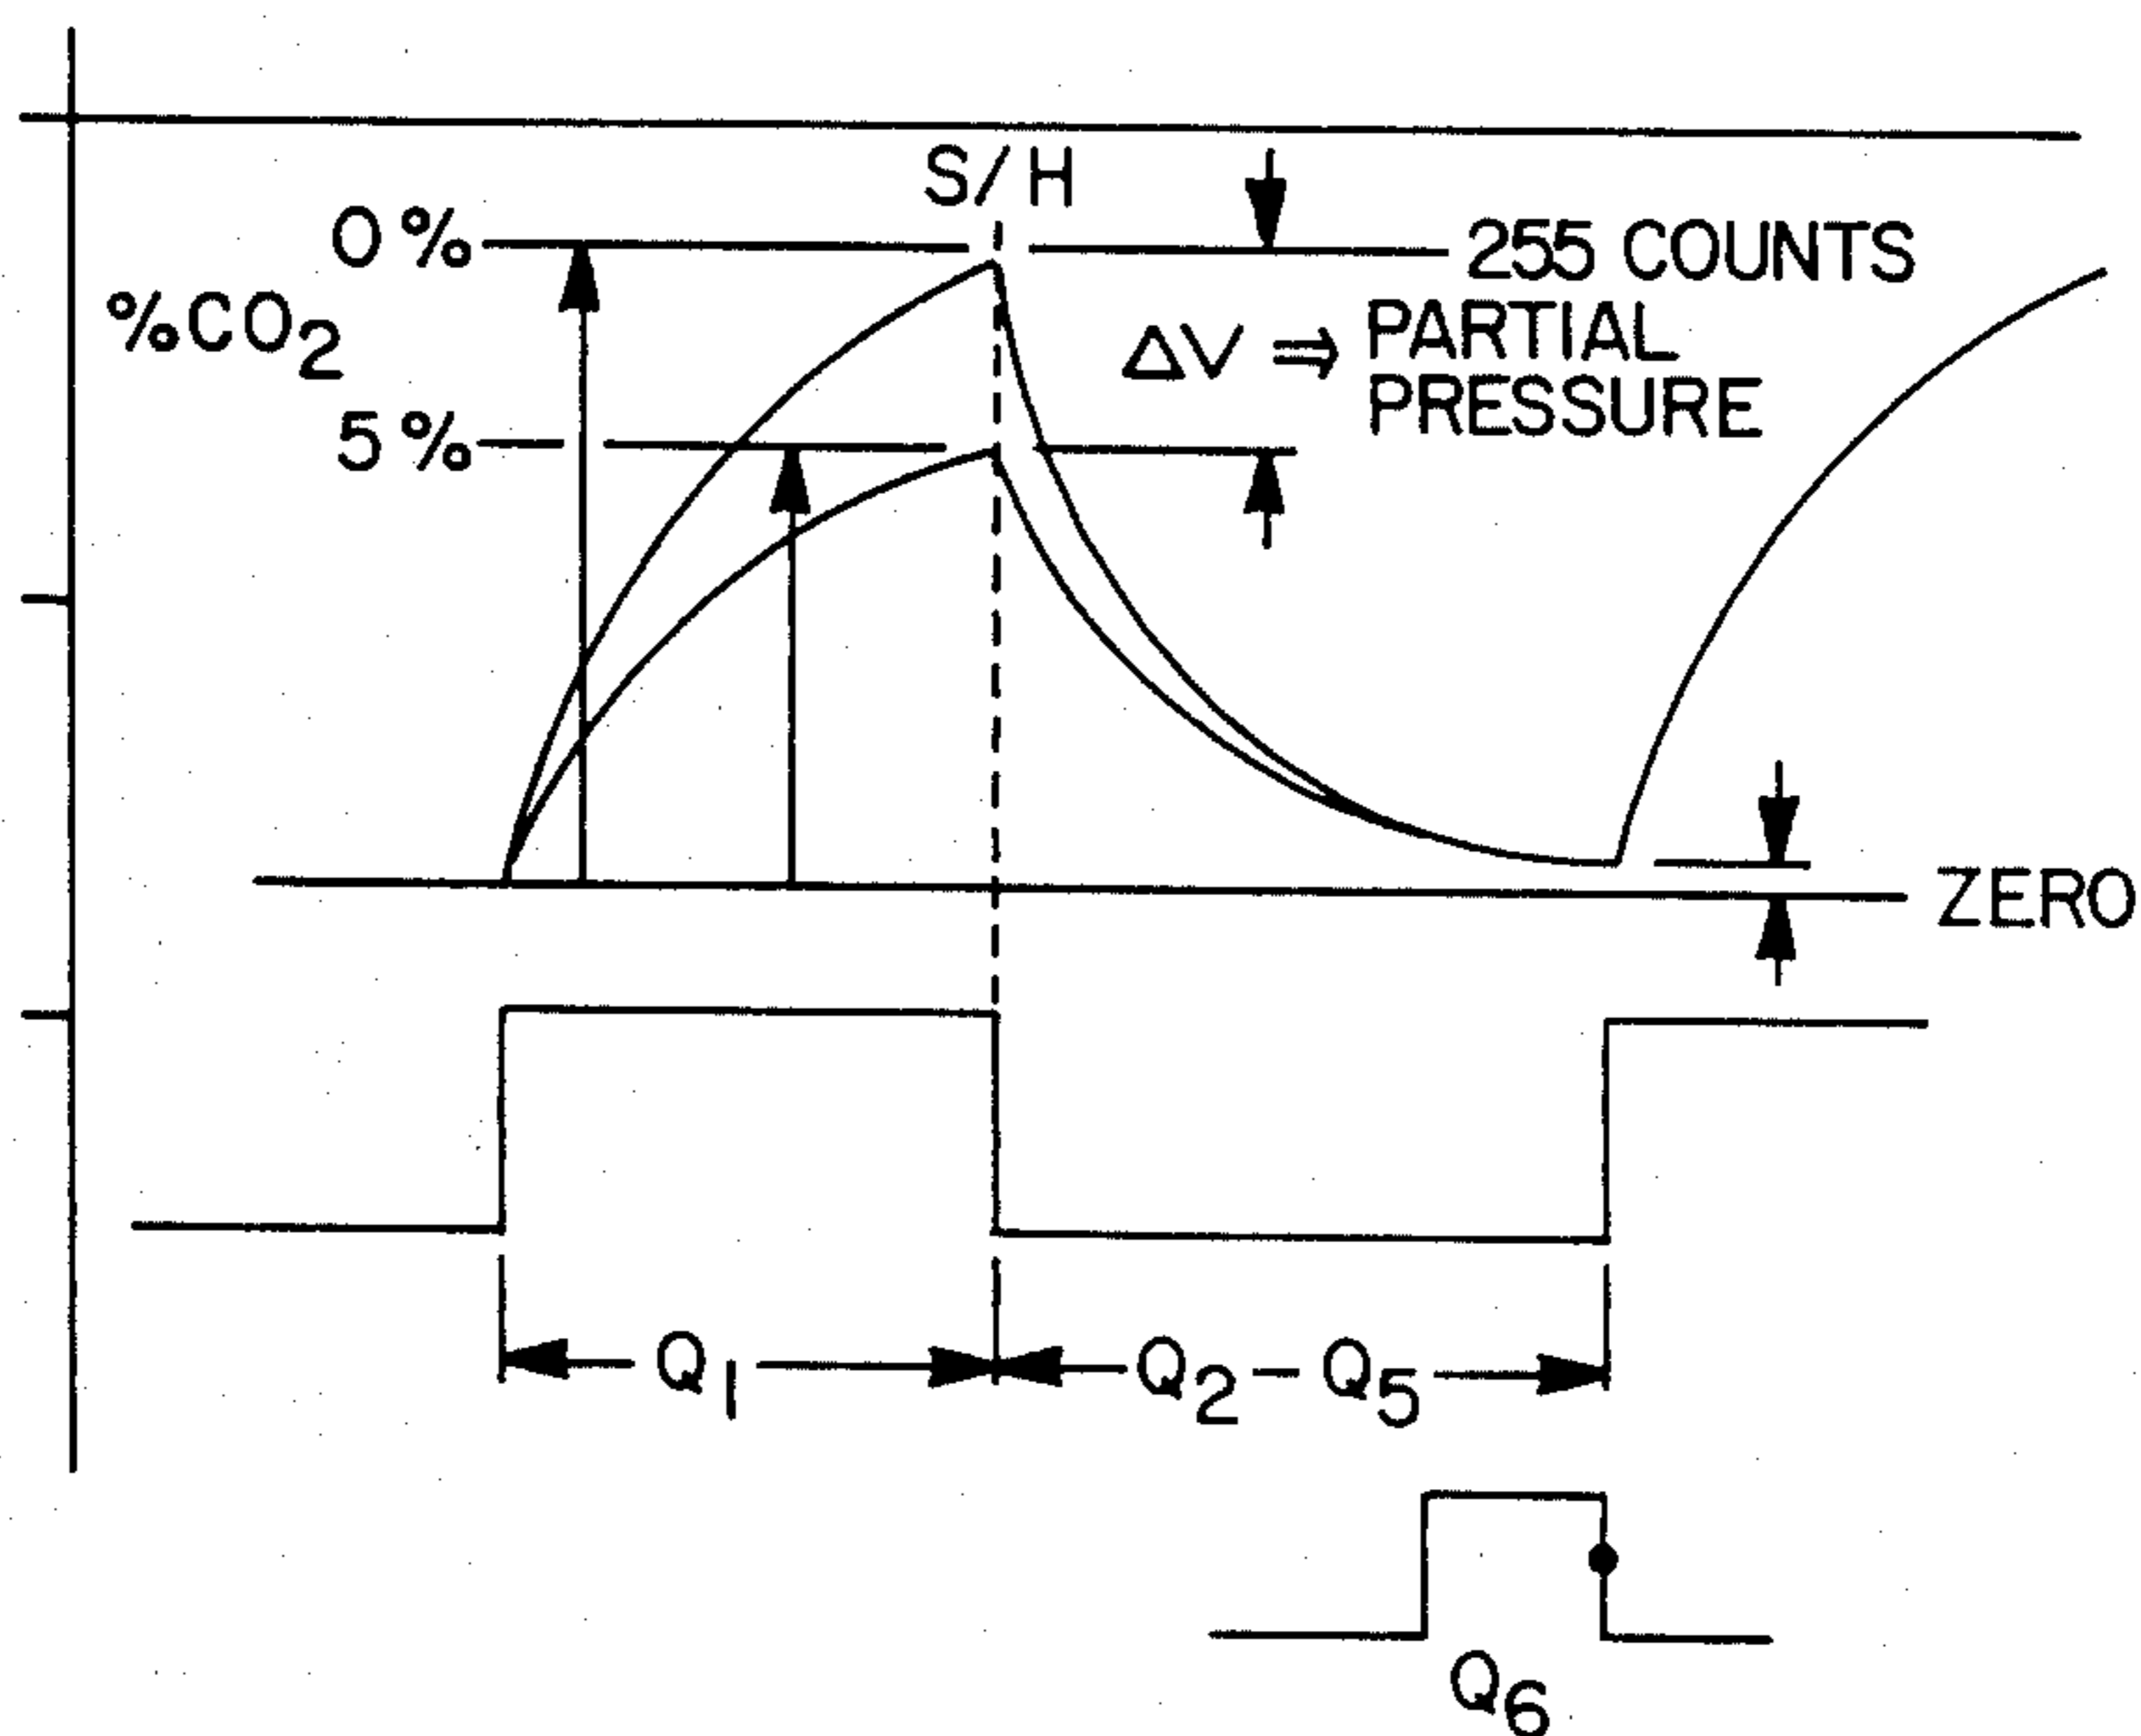 S/H
0%
255 COUNTS
%CO₂
ΔV ⇒ PARTIAL
PRESSURE
5%
ZERO
Q₁
Q₂-Q₅
Q₆